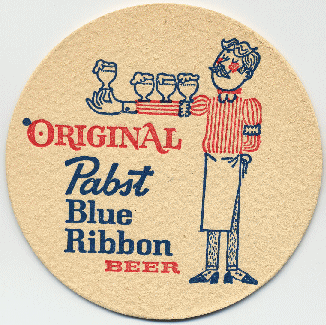 ORIGINAL
Pabst
Blue
Ribbon
BEER